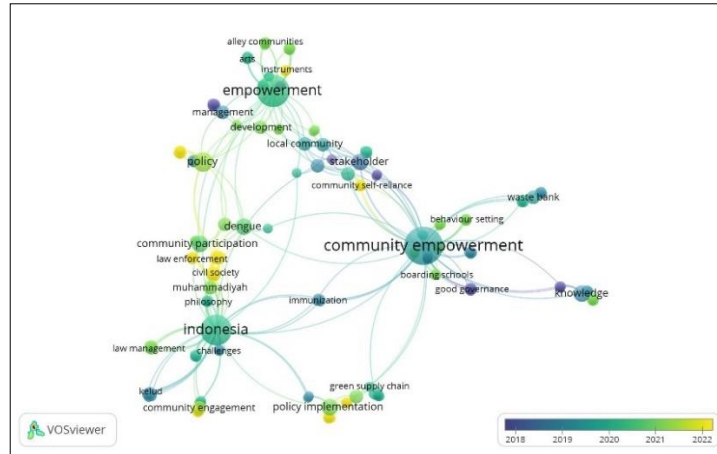 alley communities
arts
instruments
empowerment
management
development
local community
policy
stakeholder
community self-reliance
waste bank
dengue
behaviour setting
community participation
community empowerment
law enforcement
civil society
boarding schools
muhammadiyah
good governance
knowledge
philosophy
immunization
indonesia
law management
challenges
kelud
green supply chain
community engagement
policy implementation
VOSviewer
2018 2019 2020 2021 2022